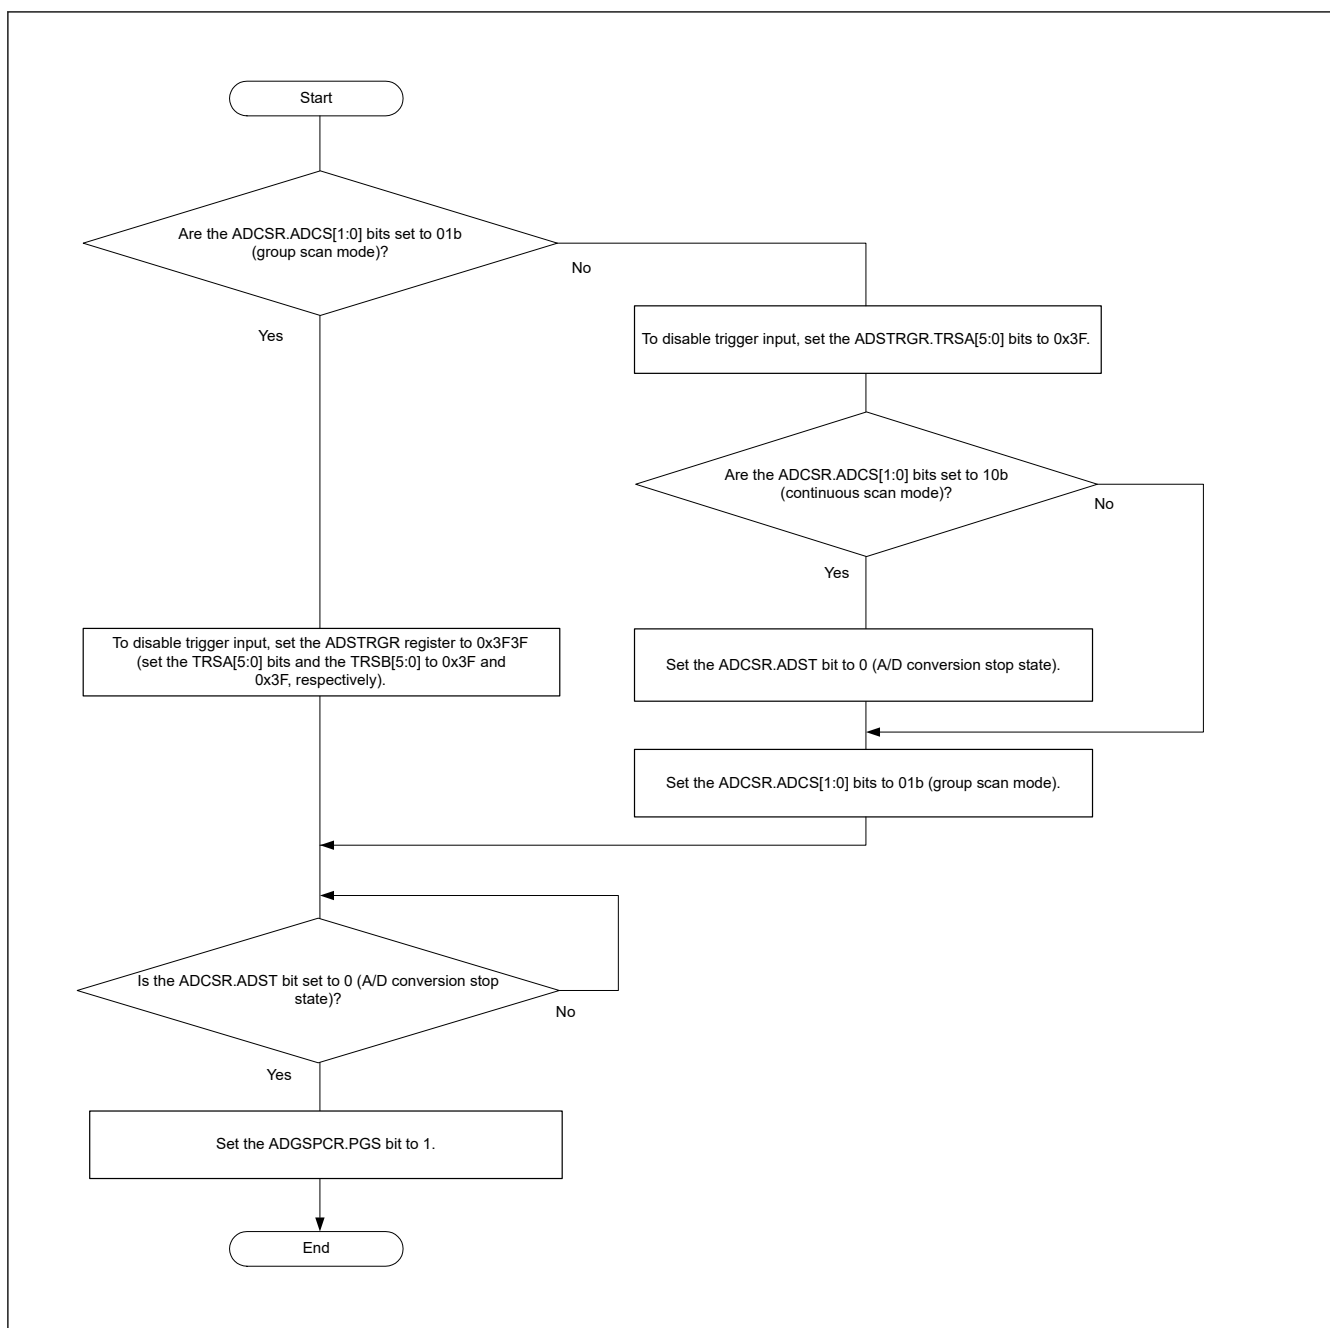 Start
Are the ADCSR.ADCS[1:0] bits set to 01b
(group scan mode)?
No
Yes
To disable trigger input, set the ADSTRGR.TRSA[5:0] bits to 0x3F.
Are the ADCSR.ADCS[1:0] bits set to 10b
(continuous scan mode)?
No
Yes
To disable trigger input, set the ADSTRGR register to 0x3F3F
(set the TRSA[5:0] bits and the TRSB[5:0] to 0x3F and
0x3F, respectively).
Set the ADCSR.ADST bit to 0 (A/D conversion stop state).
Set the ADCSR.ADCS[1:0] bits to 01b (group scan mode).
Is the ADCSR.ADST bit set to 0 (A/D conversion stop
state)?
No
Yes
Set the ADGSPCR.PGS bit to 1.
End